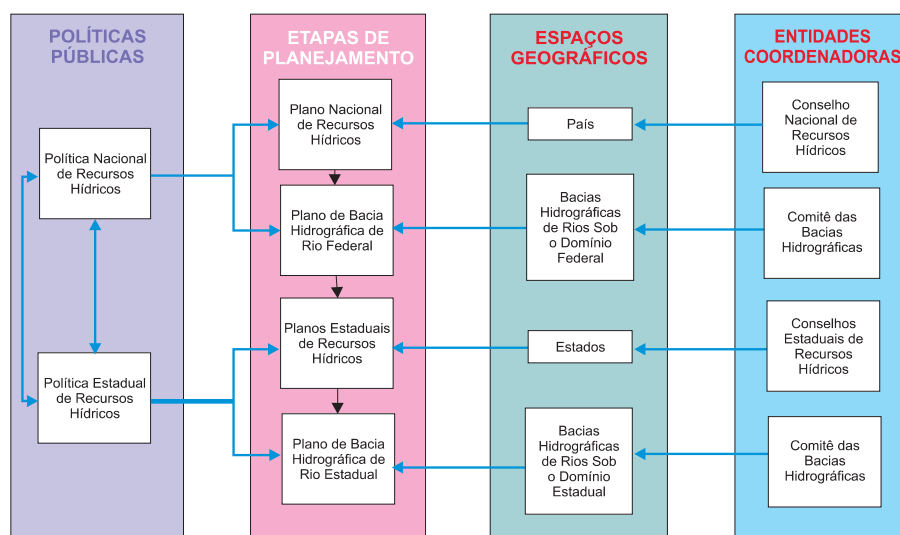 POLÍTICAS
PÚBLICAS
Política Nacional
de Recursos
Hídricos
Política Estadual
de Recursos
Hídricos
ETAPAS DE
PLANEJAMENTO
Plano Nacional
de Recursos
Hídricos
Plano de Bacia
Hidrográfica de
Rio Federal
Planos Estaduais
de Recursos
Hídricos
Plano de Bacia
Hidrográfica de
Rio Estadual
ESPAÇOS
GEOGRÁFICOS
País
Bacias
Hidrográficas
de Rios Sob
o Domínio
Federal
Estados
Bacias
Hidrográficas
de Rios Sob
o Domínio
Estadual
ENTIDADES
COORDENADORAS
Conselho
Nacional de
Recursos
Hídricos
Comitê das
Bacias
Hidrográficas
Conselhos
Estaduais de
Recursos
Hídricos
Comitê das
Bacias
Hidrográficas